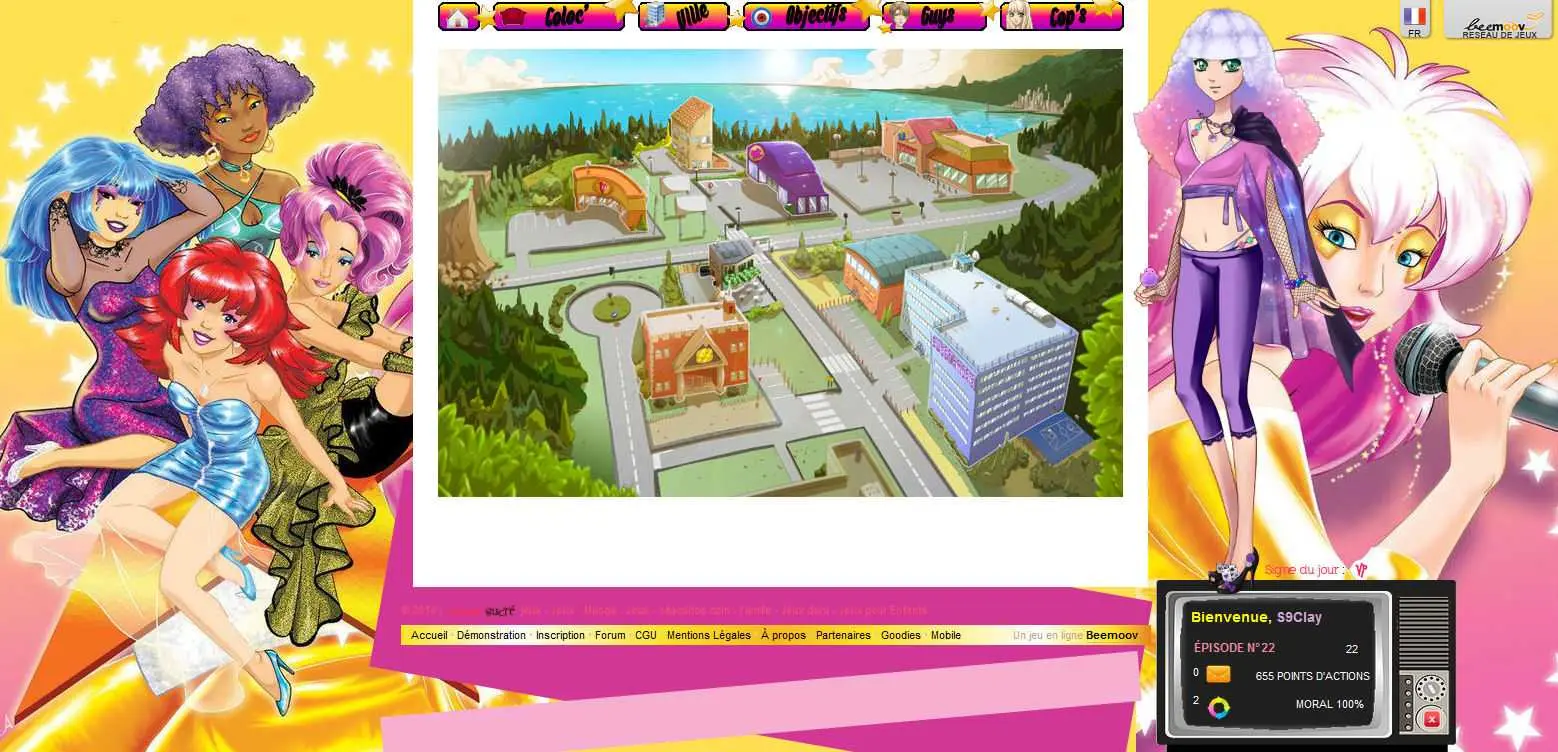 Coloc'
Ville
Objectifs
Guys
Cop's
FR
beemoov
RESEAU DE JEUX
Signe du jour :
Bienvenue, S9Clay
ÉPISODE N°22 22
0 655 POINTS D'ACTIONS
2 MORAL 100%
sucré
Accueil · Démonstration · Inscription · Forum · CGU · Mentions Légales · À propos Partenaires Goodies · Mobile
Un jeu en ligne Beemoov